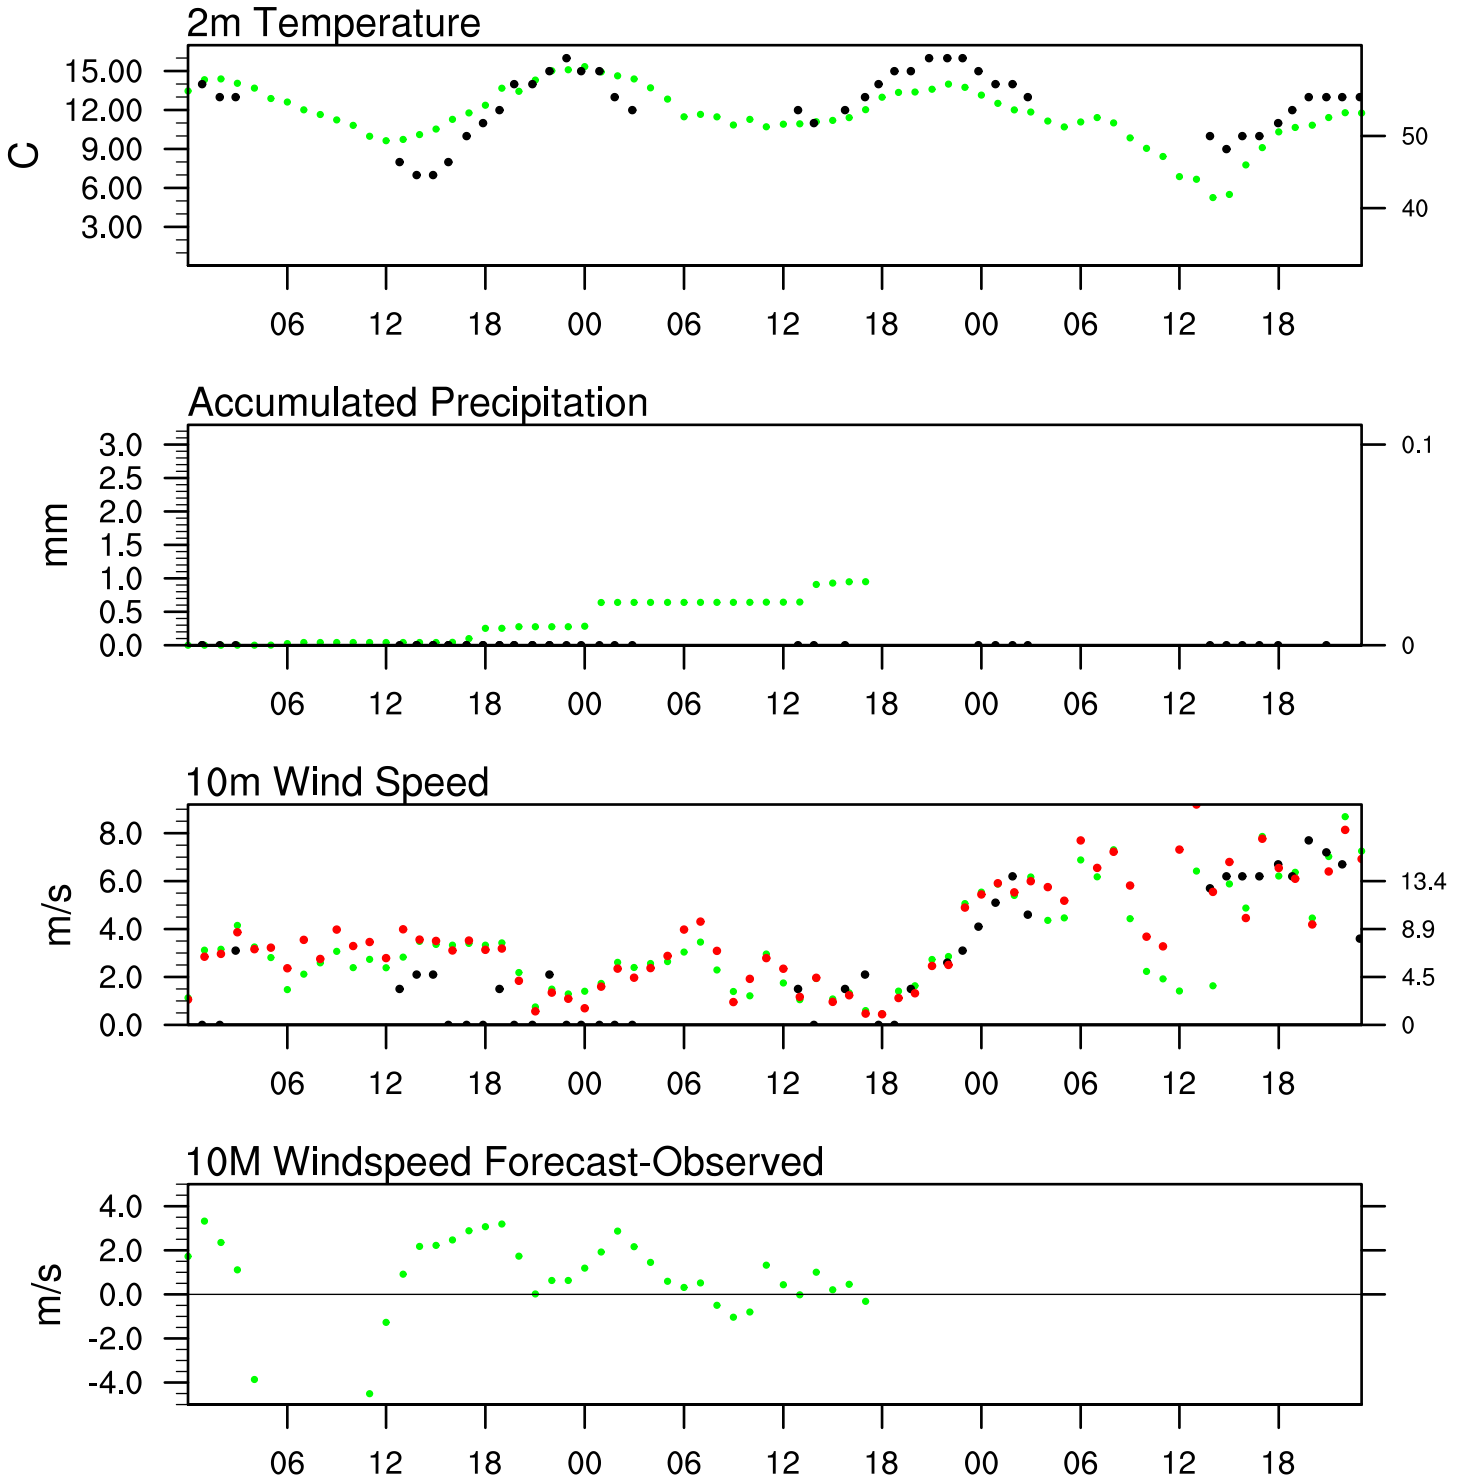 2m Temperature
15.00
12.00
9.00
6.00
3.00
C
50
40
06 12 18 00 06 12 18 00 06 12 18
Accumulated Precipitation
3.0
2.5
2.0
1.5
1.0
0.5
0.0
mm
0.1
0
06 12 18 00 06 12 18 00 06 12 18
10m Wind Speed
8.0
6.0
4.0
2.0
0.0
m/s
13.4
8.9
4.5
0
06 12 18 00 06 12 18 00 06 12 18
10M Windspeed Forecast-Observed
4.0
2.0
0.0
-2.0
-4.0
m/s
06 12 18 00 06 12 18 00 06 12 18